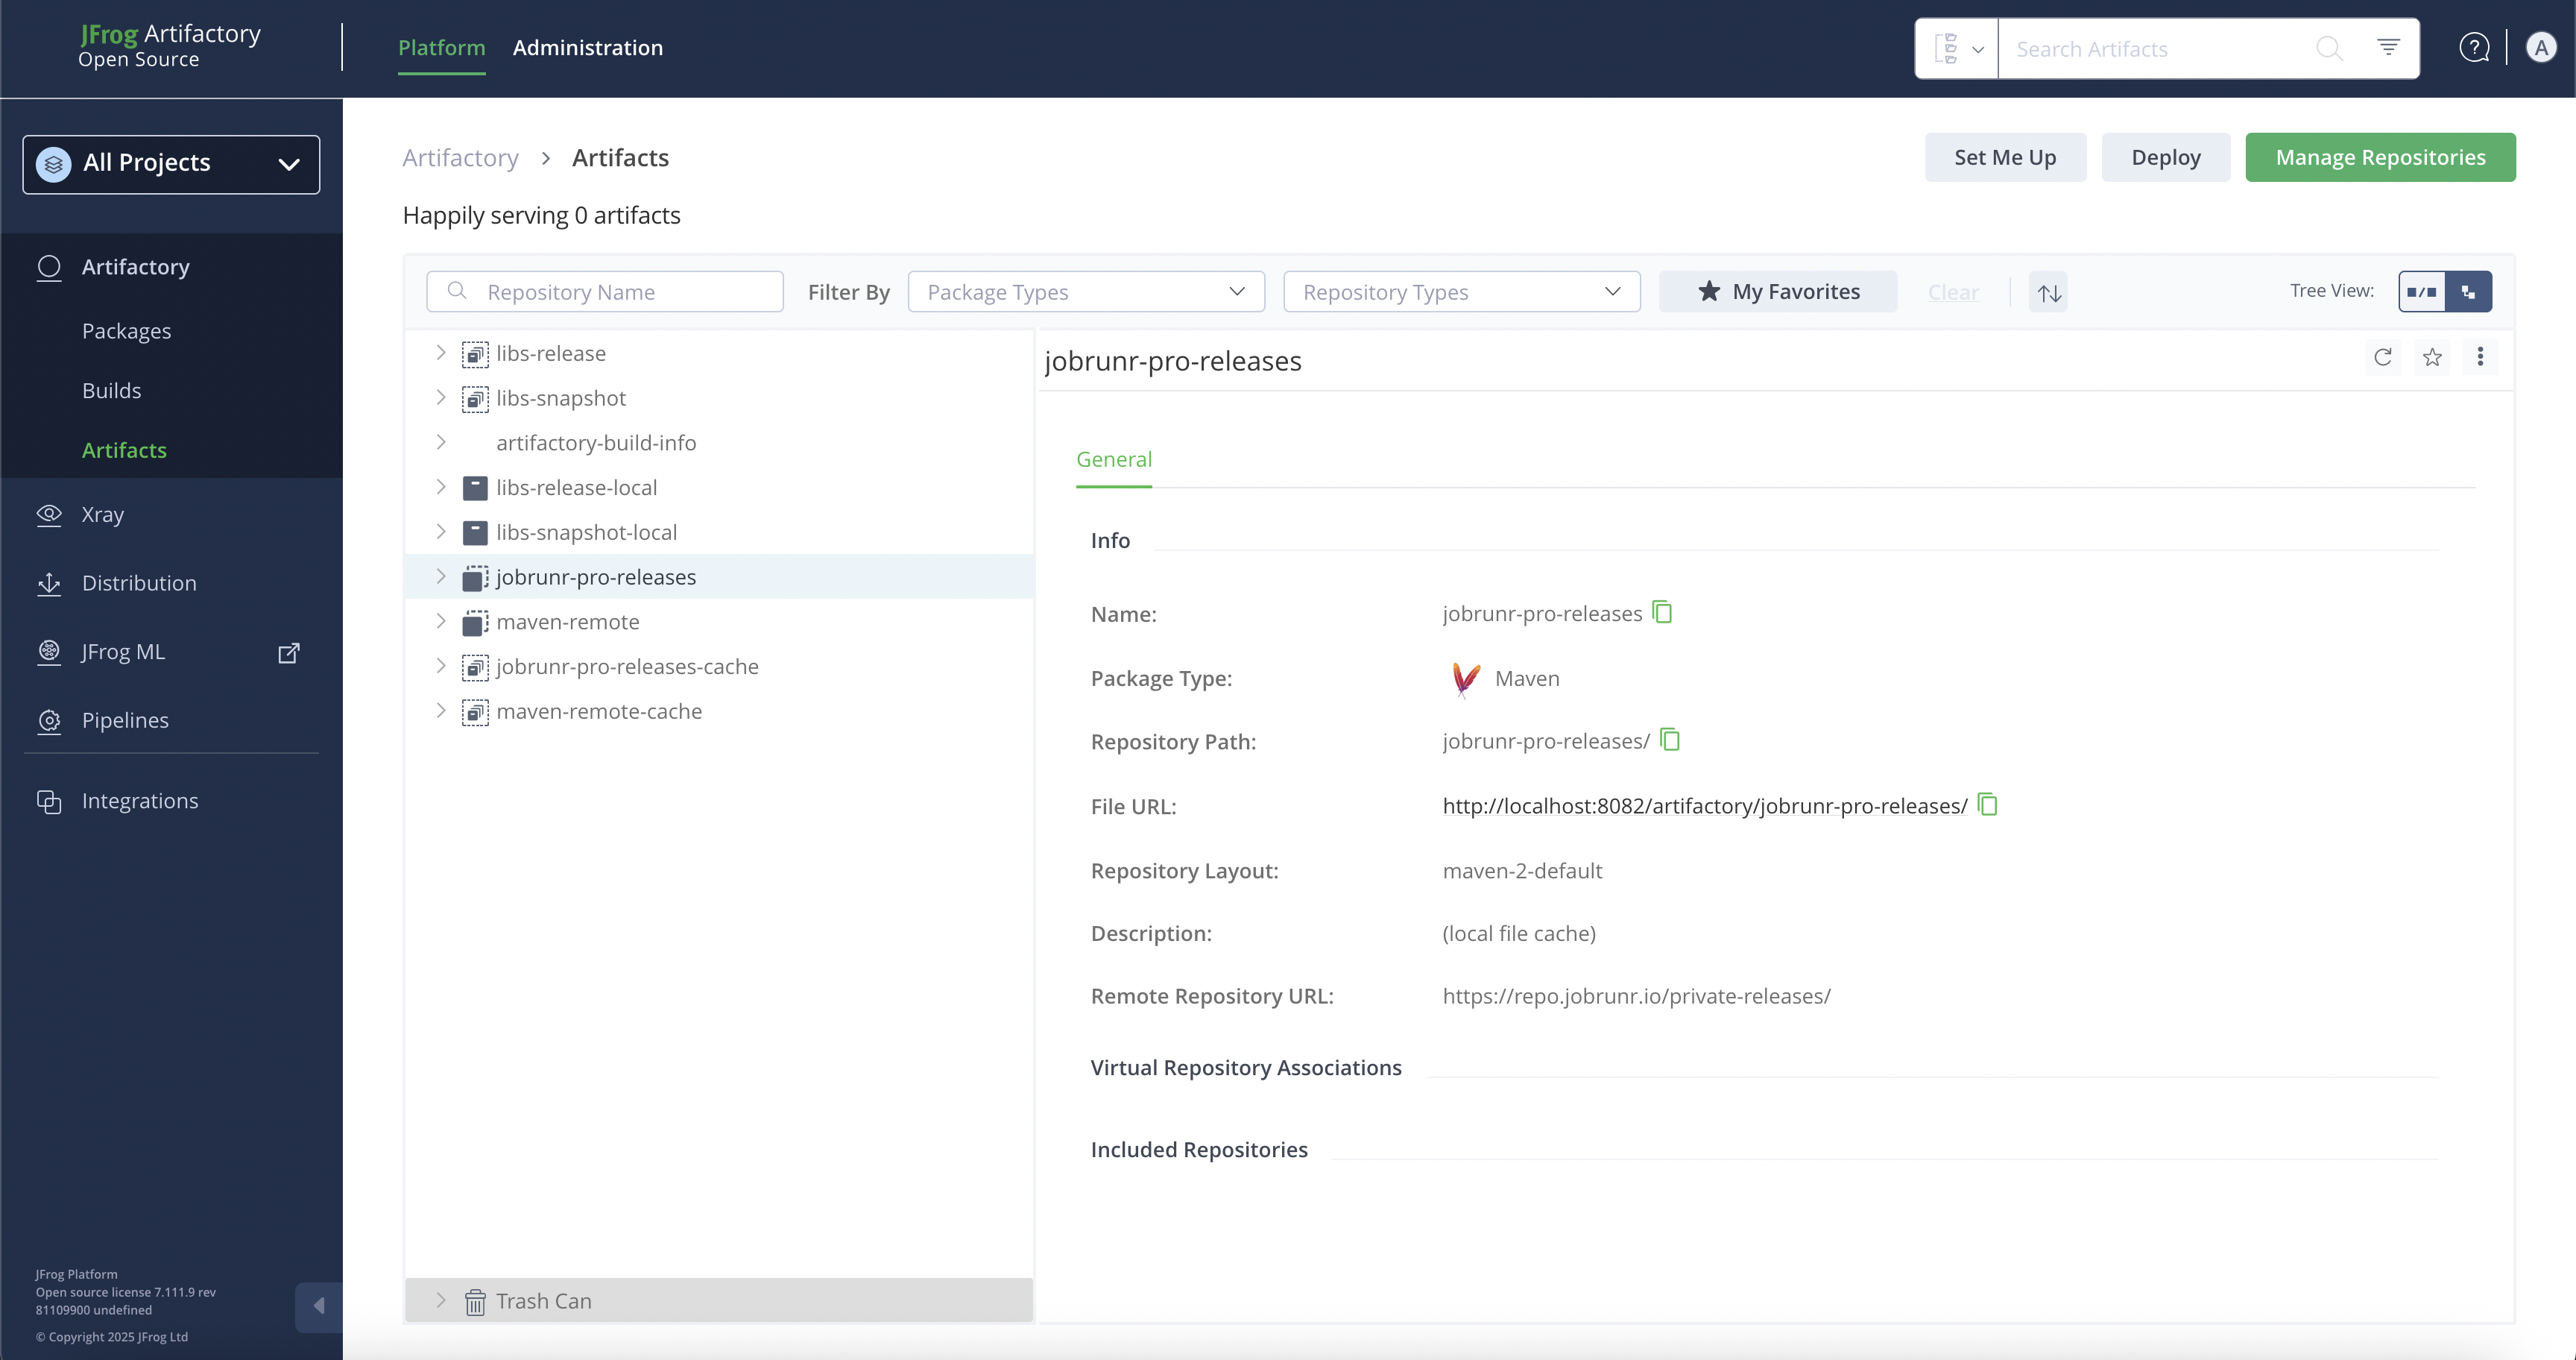 JFrog Artifactory
Open Source
Platform
Administration
Search Artifacts
?
A
All Projects
Artifactory
Packages
Builds
Artifacts
Xray
Distribution
JFrog ML
Pipelines
Integrations
JFrog Platform
Open source license 7.111.9 rev
81109900 undefined
© Copyright 2025 JFrog Ltd
Artifactory > Artifacts
Set Me Up
Deploy
Manage Repositories
Happily serving 0 artifacts
Repository Name
Filter By
Package Types
Repository Types
My Favorites
Clear
Tree View:
libs-release
libs-snapshot
artifactory-build-info
libs-release-local
libs-snapshot-local
jobrunr-pro-releases
maven-remote
jobrunr-pro-releases-cache
maven-remote-cache
Trash Can
jobrunr-pro-releases
General
Info
Name: jobrunr-pro-releases
Package Type: Maven
Repository Path: jobrunr-pro-releases/
File URL: http://localhost:8082/artifactory/jobrunr-pro-releases/
Repository Layout: maven-2-default
Description: (local file cache)
Remote Repository URL: https://repo.jobrunr.io/private-releases/
Virtual Repository Associations
Included Repositories